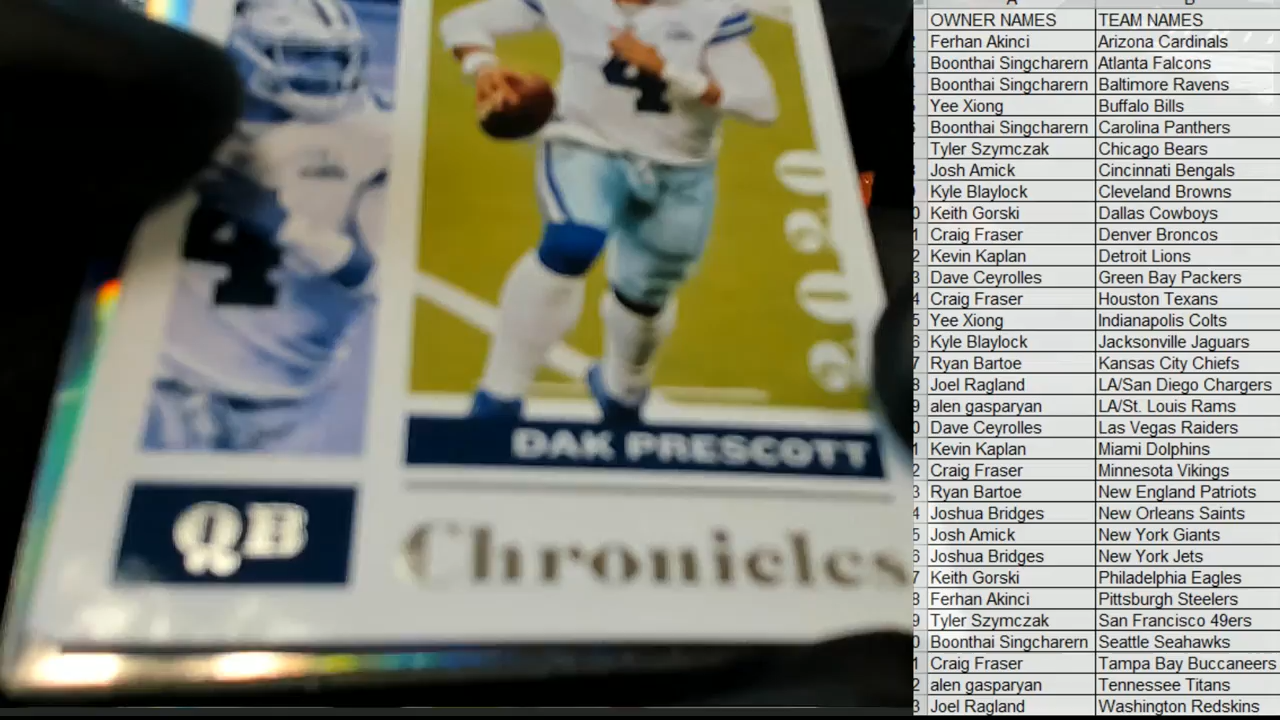 4
4
2020
DAK PRESCOTT
QB
Chronicles
OWNER NAMES TEAM NAMES
Ferhan Akinci Arizona Cardinals
Boonthai Singcharern Atlanta Falcons
Boonthai Singcharern Baltimore Ravens
Yee Xiong Buffalo Bills
Boonthai Singcharern Carolina Panthers
Tyler Szymczak Chicago Bears
Josh Amick Cincinnati Bengals
Kyle Blaylock Cleveland Browns
Keith Gorski Dallas Cowboys
Craig Fraser Denver Broncos
Kevin Kaplan Detroit Lions
Dave Ceyrolles Green Bay Packers
Craig Fraser Houston Texans
Yee Xiong Indianapolis Colts
Kyle Blaylock Jacksonville Jaguars
Ryan Bartoe Kansas City Chiefs
Joel Ragland LA/San Diego Chargers
alen gasparyan LA/St. Louis Rams
Dave Ceyrolles Las Vegas Raiders
Kevin Kaplan Miami Dolphins
Craig Fraser Minnesota Vikings
Ryan Bartoe New England Patriots
Joshua Bridges New Orleans Saints
Josh Amick New York Giants
Joshua Bridges New York Jets
Keith Gorski Philadelphia Eagles
Ferhan Akinci Pittsburgh Steelers
Tyler Szymczak San Francisco 49ers
Boonthai Singcharern Seattle Seahawks
Craig Fraser Tampa Bay Buccaneers
alen gasparyan Tennessee Titans
Joel Ragland Washington Redskins